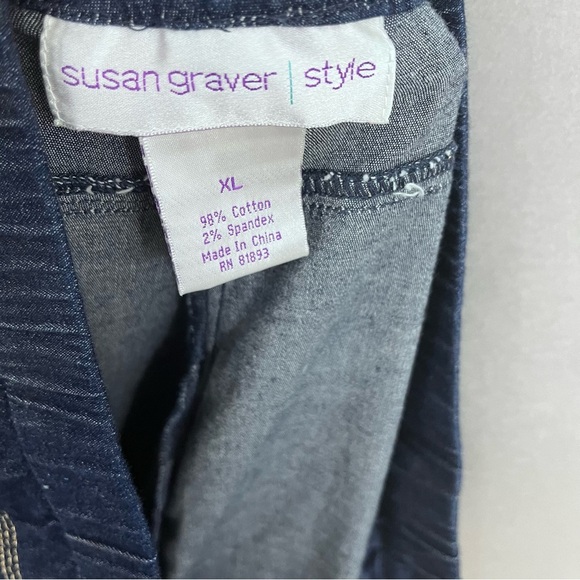 susan graver | style
XL
98% Cotton
2% Spandex
Made In China
RN 81893